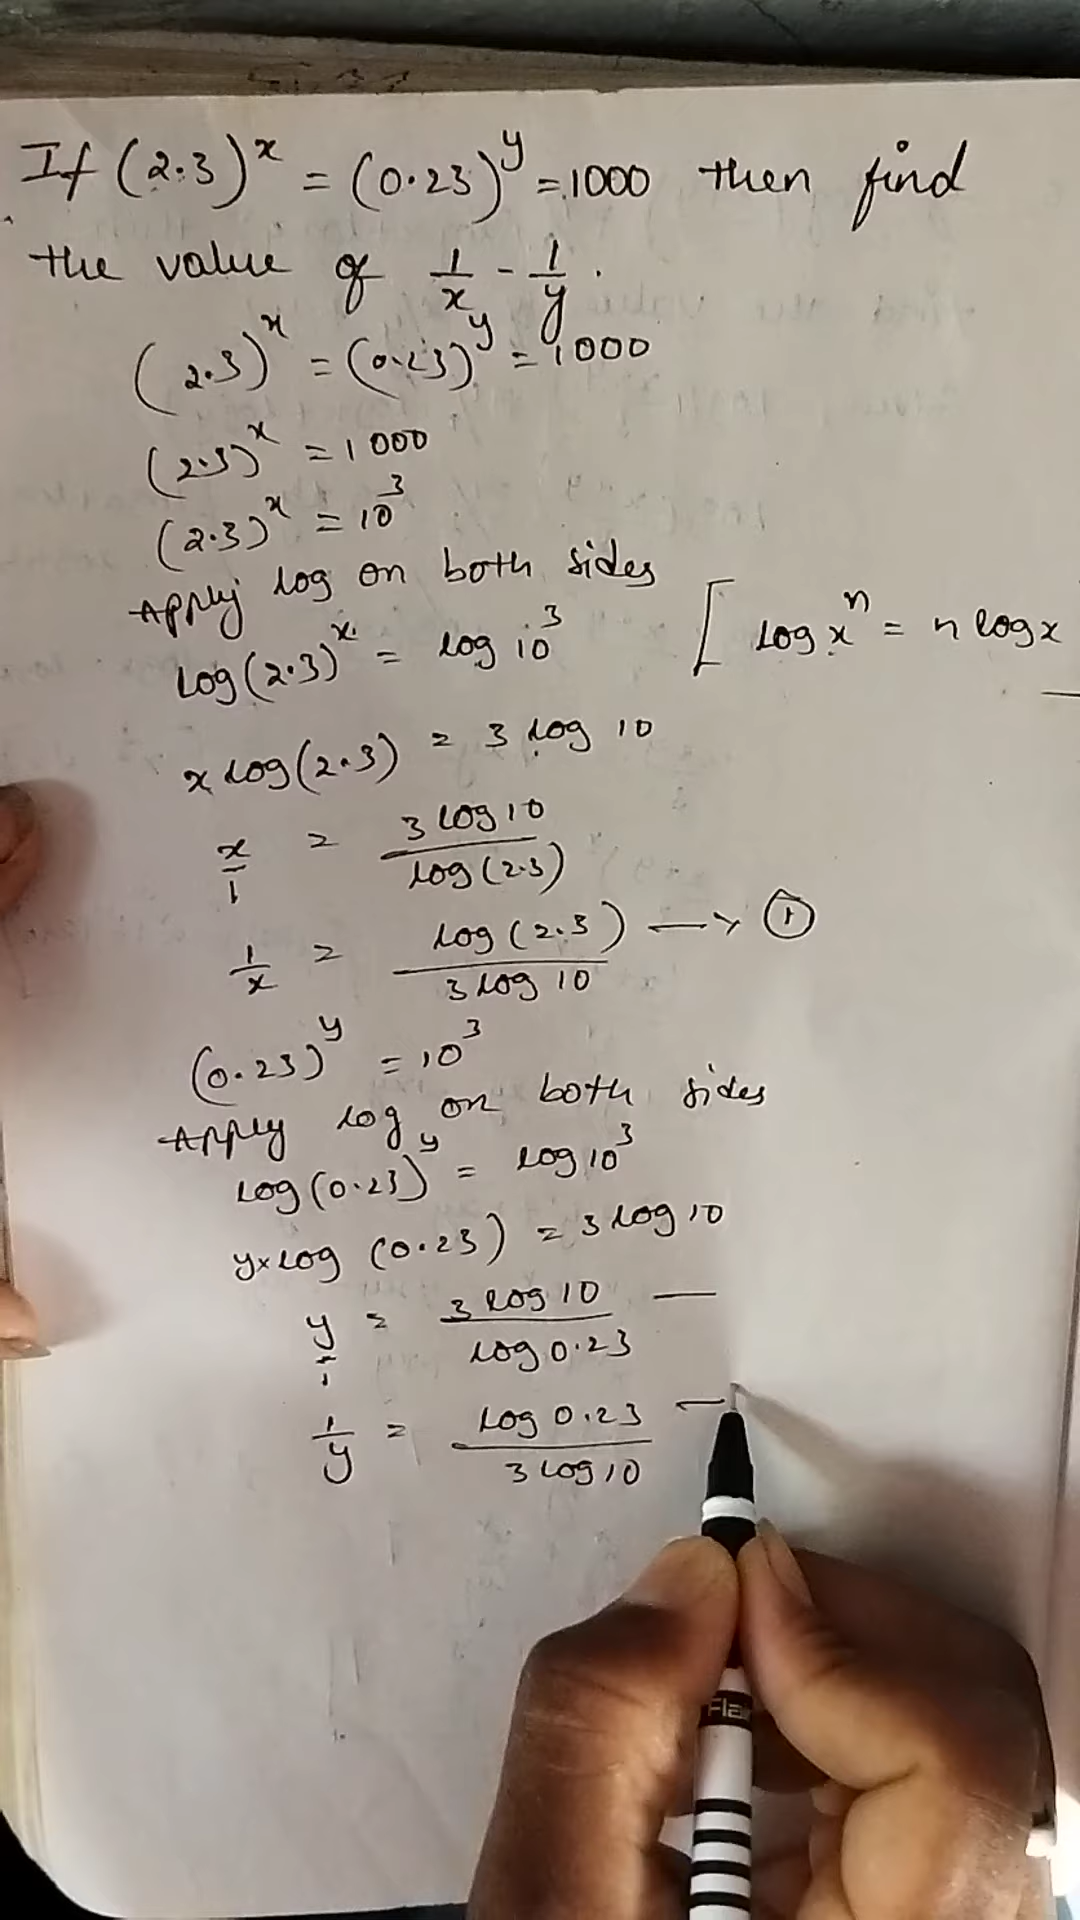 If (2.3)^x = (0.23)^y = 1000 then find
the value of 1/x - 1/y.
(2.3)^x = (0.23)^y = 1000
(2.3)^x = 1000
(2.3)^x = 10^3
Apply log on both sides
log(2.3)^x = log 10^3 [ log x^n = n log x
x log(2.3) = 3 log 10
x/1 = 3 log 10 / log(2.3)
1/x = log(2.3) / 3 log 10 → ①
(0.23)^y = 10^3
Apply log on both sides
log(0.23)^y = log 10^3
y× log (0.23) = 3 log 10
y/1 = 3 log 10 / log 0.23 —
1/y = log 0.23 / 3 log 10 —
Flai